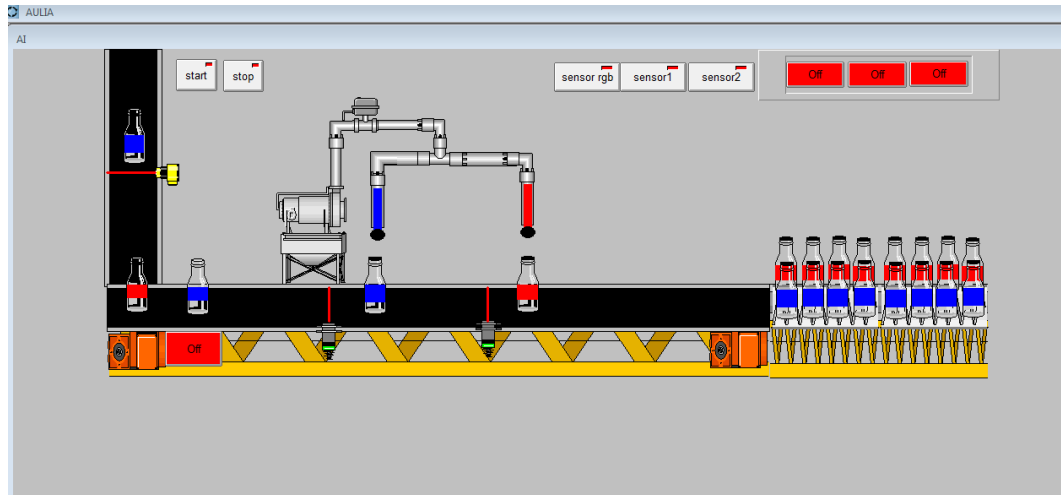 AULIA
AI
start
stop
sensor rgb
sensor1
sensor2
Off
Off
Off
Off